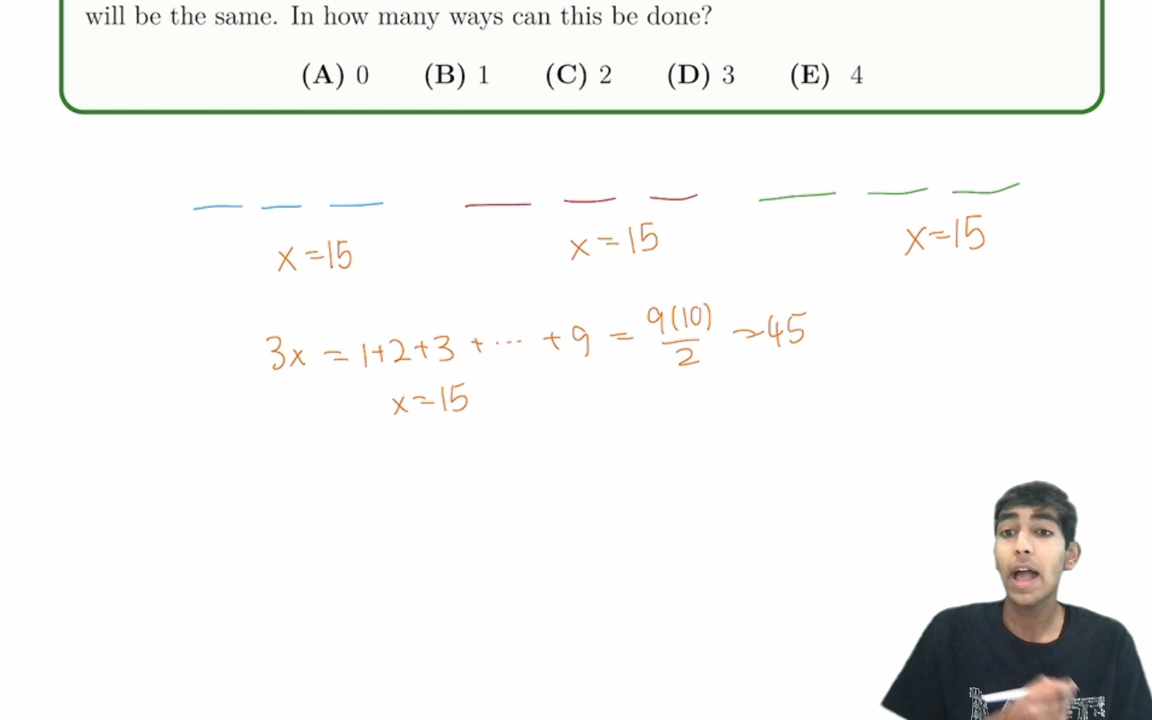 will be the same. In how many ways can this be done?
(A) 0 (B) 1 (C) 2 (D) 3 (E) 4
x=15 x=15 x=15
3x = 1+2+3 + ... + 9 = 9(10)/2 = 45
x=15